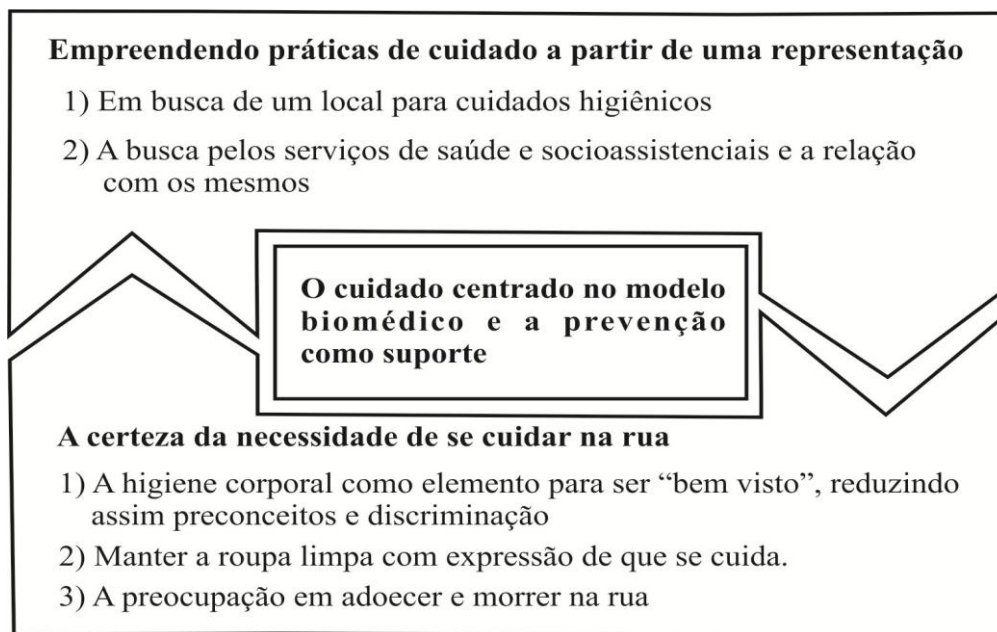 Empreendendo práticas de cuidado a partir de uma representação
1) Em busca de um local para cuidados higiênicos
2) A busca pelos serviços de saúde e socioassistenciais e a relação
com os mesmos
O cuidado centrado no modelo
biomédico e a prevenção
como suporte
A certeza da necessidade de se cuidar na rua
1) A higiene corporal como elemento para ser “bem visto”, reduzindo
assim preconceitos e discriminação
2) Manter a roupa limpa com expressão de que se cuida.
3) A preocupação em adoecer e morrer na rua